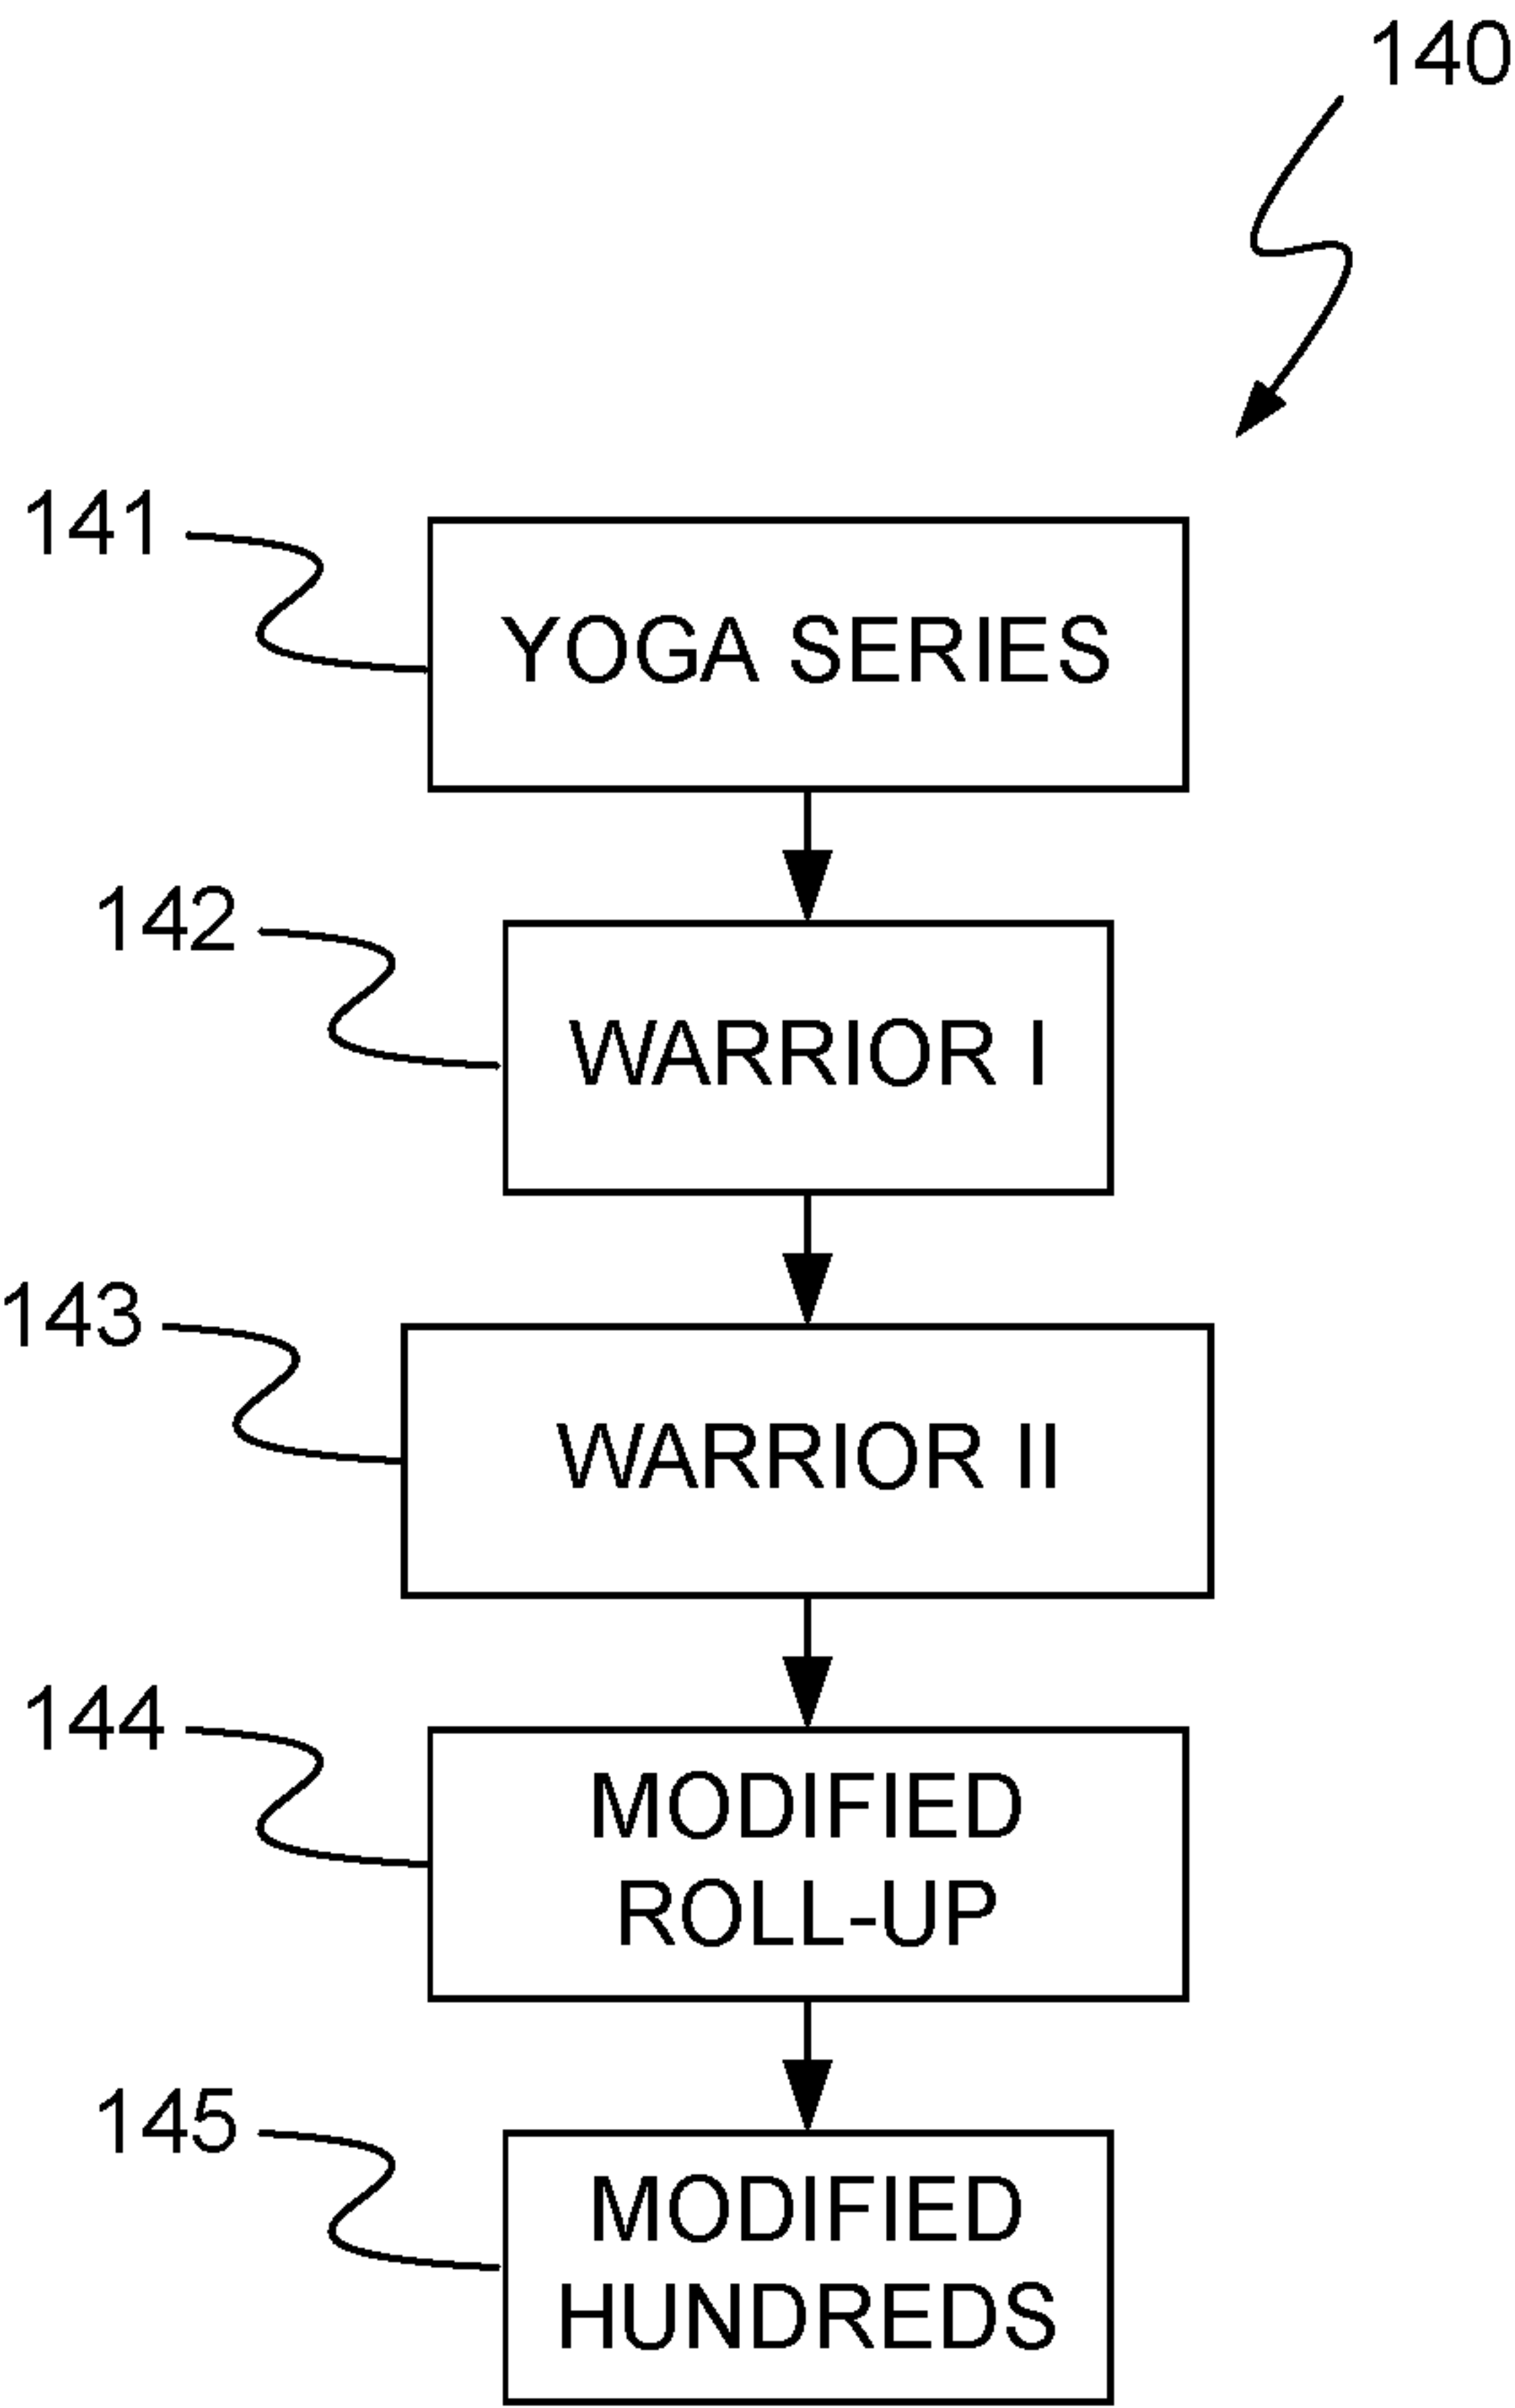 140
141
YOGA SERIES
142
WARRIOR I
143
WARRIOR II
144
MODIFIED
ROLL-UP
145
MODIFIED
HUNDREDS